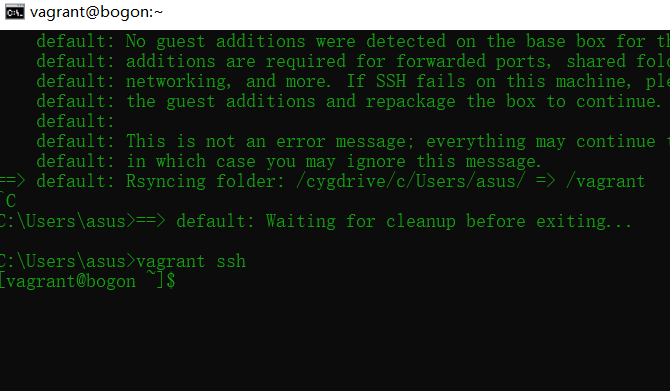 vagrant@bogon:~
default: No guest additions were detected on the base box for
default: additions are required for forwarded ports, shared
default: networking, and more. If SSH fails on this machine,
default: the guest additions and repackage the box to continue.
default:
default: This is not an error message; everything may continue
default: in which case you may ignore this message.
==> default: Rsyncing folder: /cygdrive/c/Users/asus/ => /vagrant
^C
C:\Users\asus>==> default: Waiting for cleanup before exiting...
C:\Users\asus>vagrant ssh
[vagrant@bogon ~]$